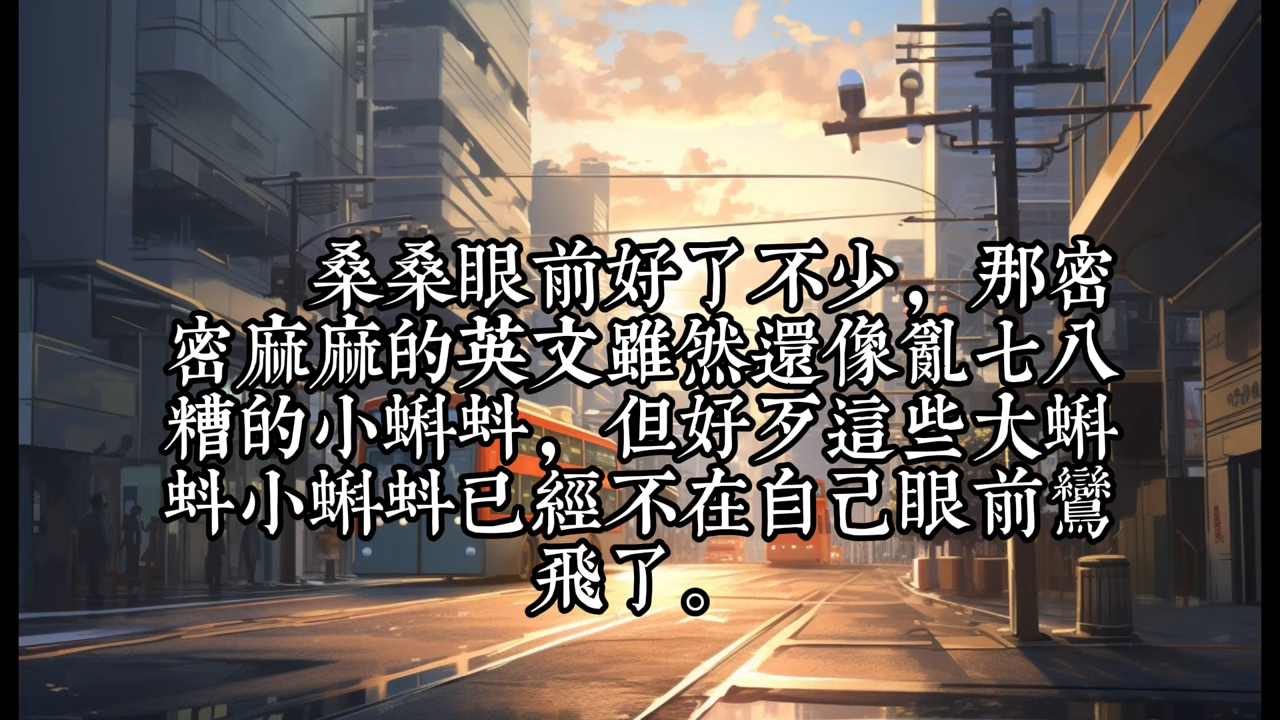 桑桑眼前好了不少，那密
密麻麻的英文雖然還像亂七八
糟的小蝌蚪，但好歹這些大蝌
蚪小蝌蚪已經不在自己眼前鸞
飛了。